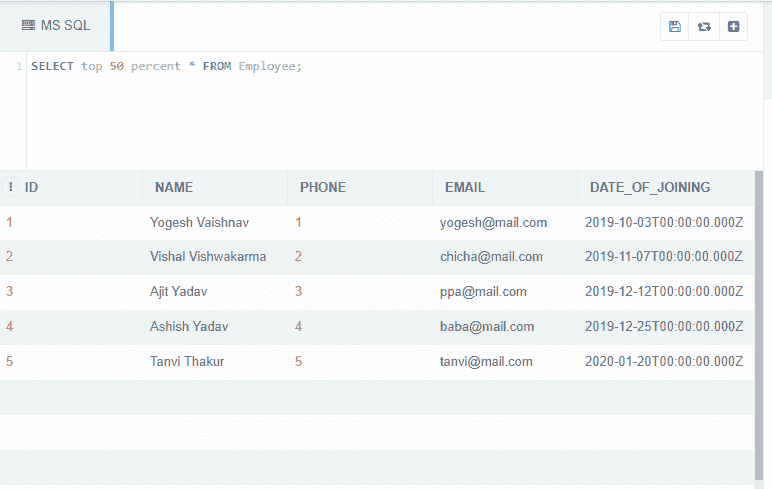 MS SQL
1 SELECT top 50 percent * FROM Employee;
ID NAME PHONE EMAIL DATE_OF_JOINING
1 Yogesh Vaishnav 1 yogesh@mail.com 2019-10-03T00:00:00.000Z
2 Vishal Vishwakarma 2 chicha@mail.com 2019-11-07T00:00:00.000Z
3 Ajit Yadav 3 ppa@mail.com 2019-12-12T00:00:00.000Z
4 Ashish Yadav 4 baba@mail.com 2019-12-25T00:00:00.000Z
5 Tanvi Thakur 5 tanvi@mail.com 2020-01-20T00:00:00.000Z